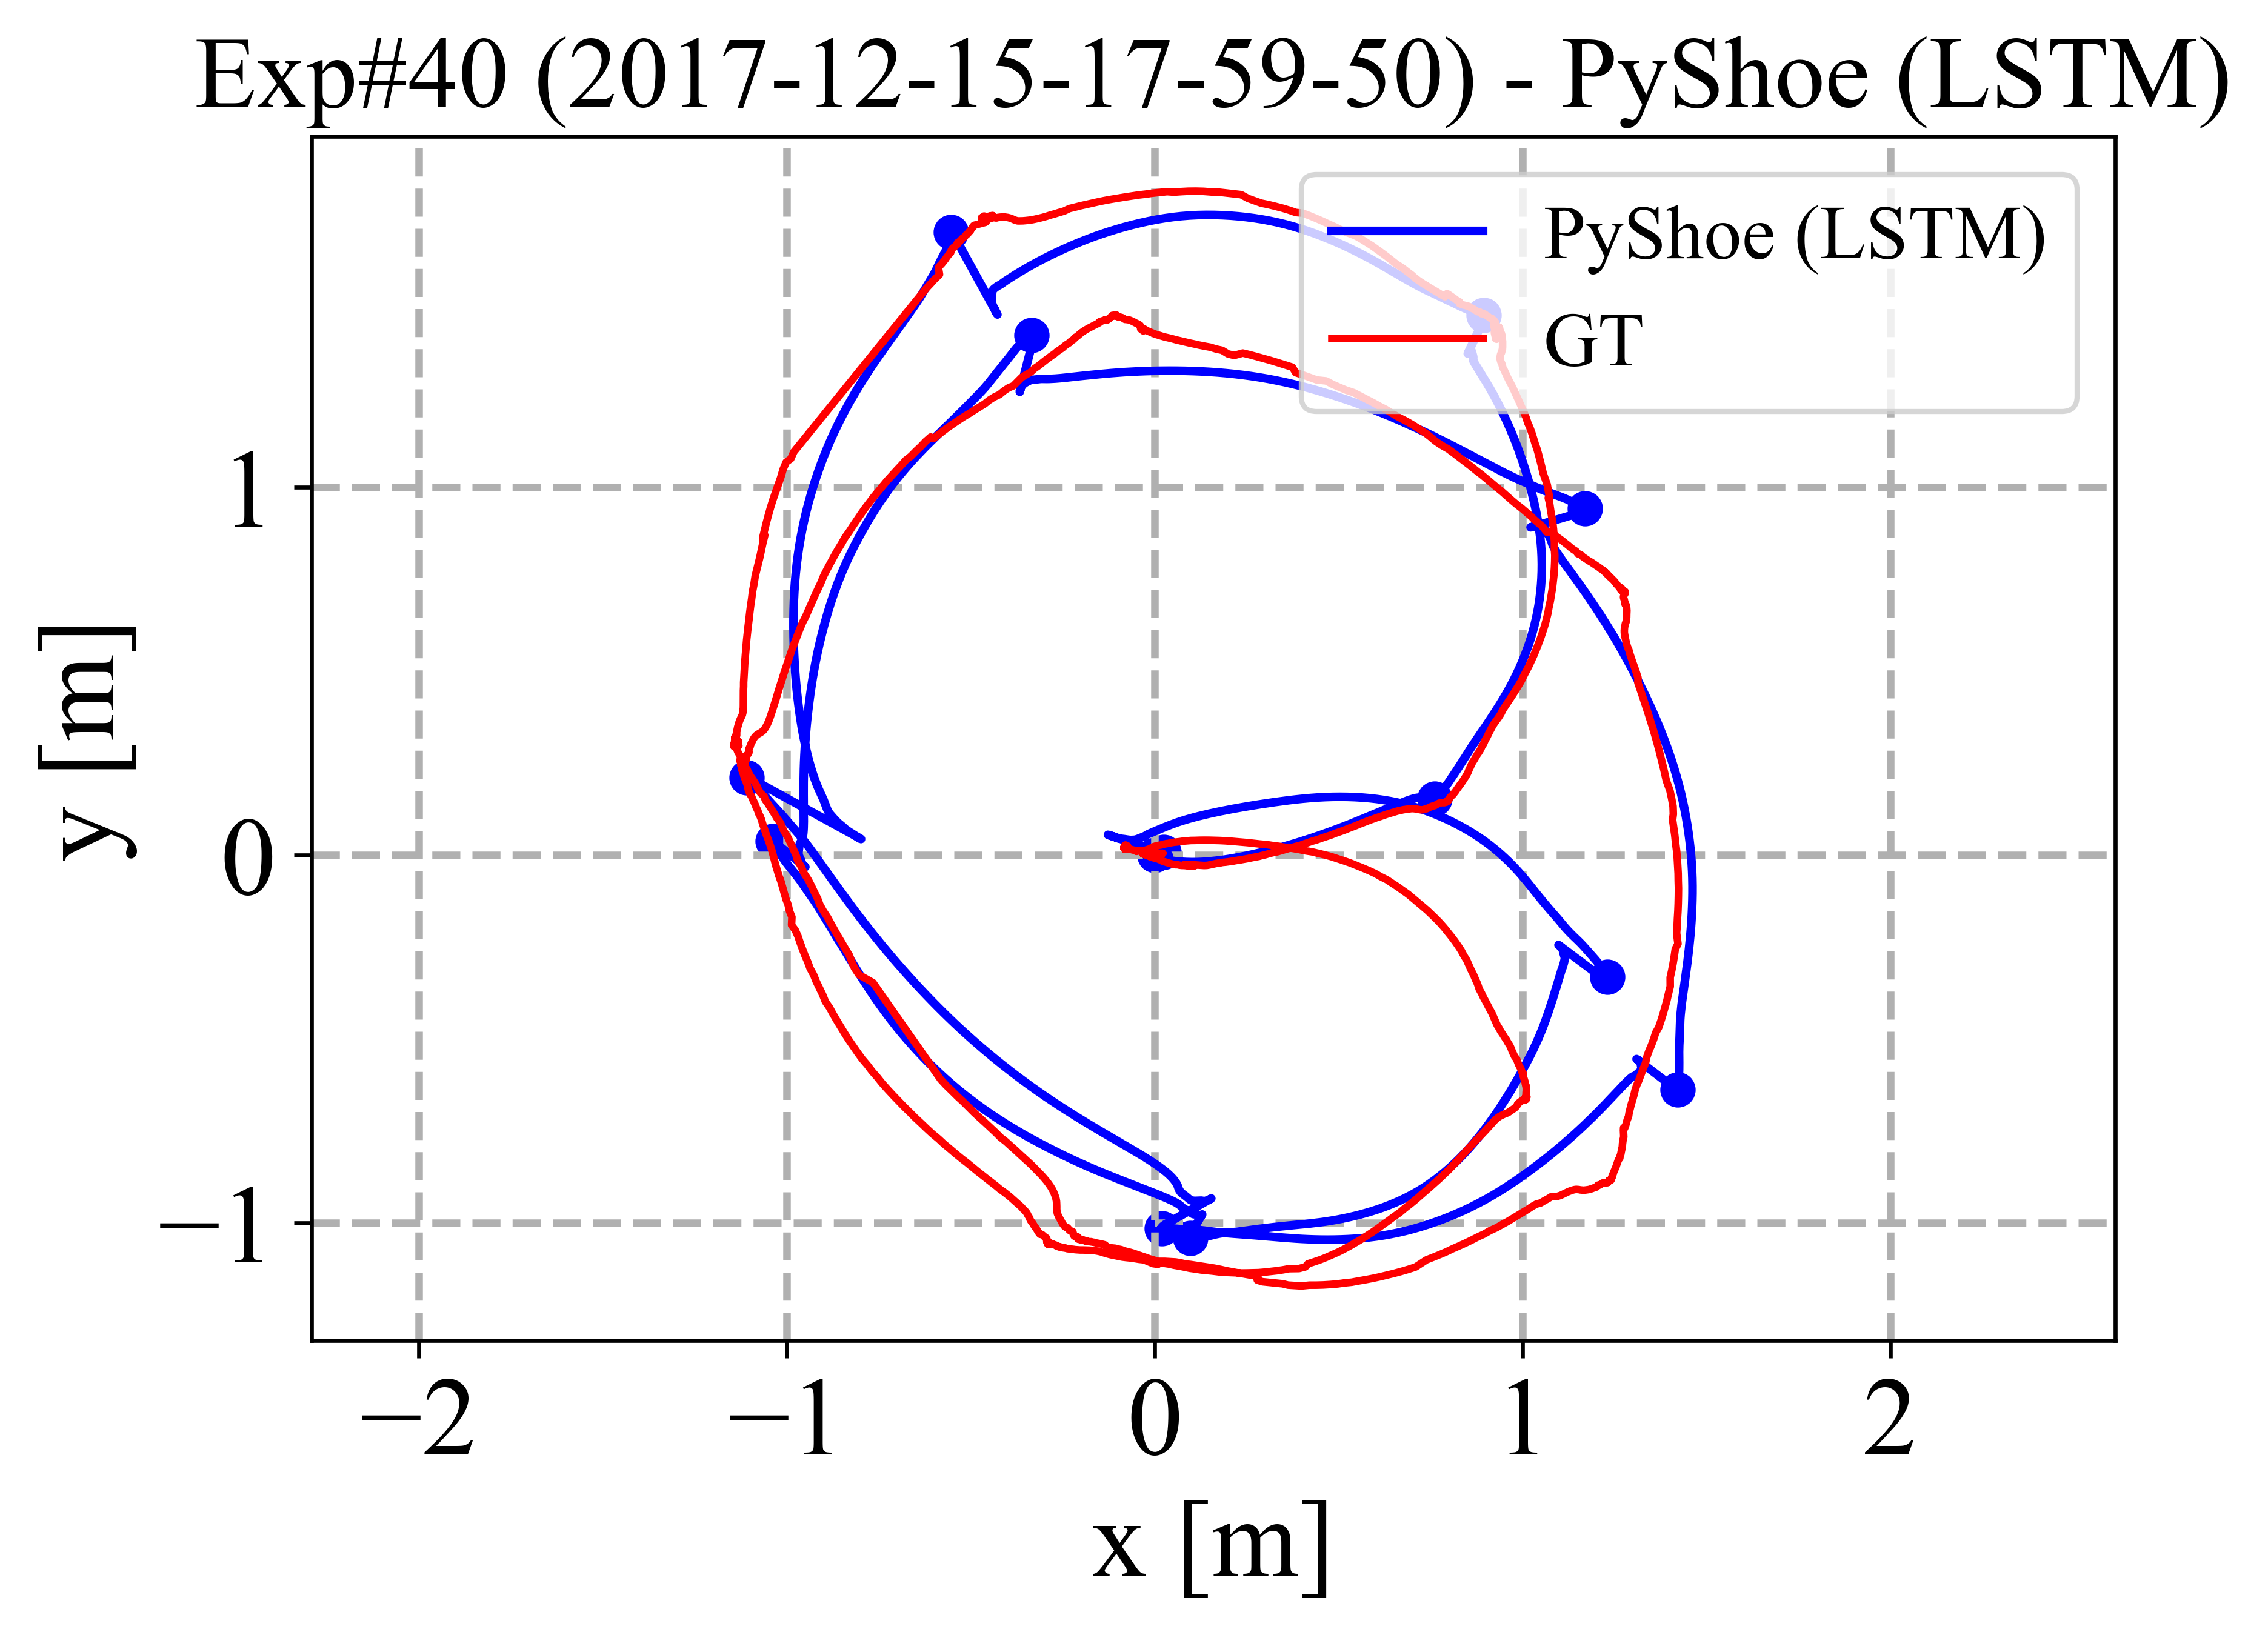 Exp#40 (2017-12-15-17-59-50) - PyShoe (LSTM)
PyShoe (LSTM)
GT
y [m]
1
0
−1
−2 −1 0 1 2
x [m]